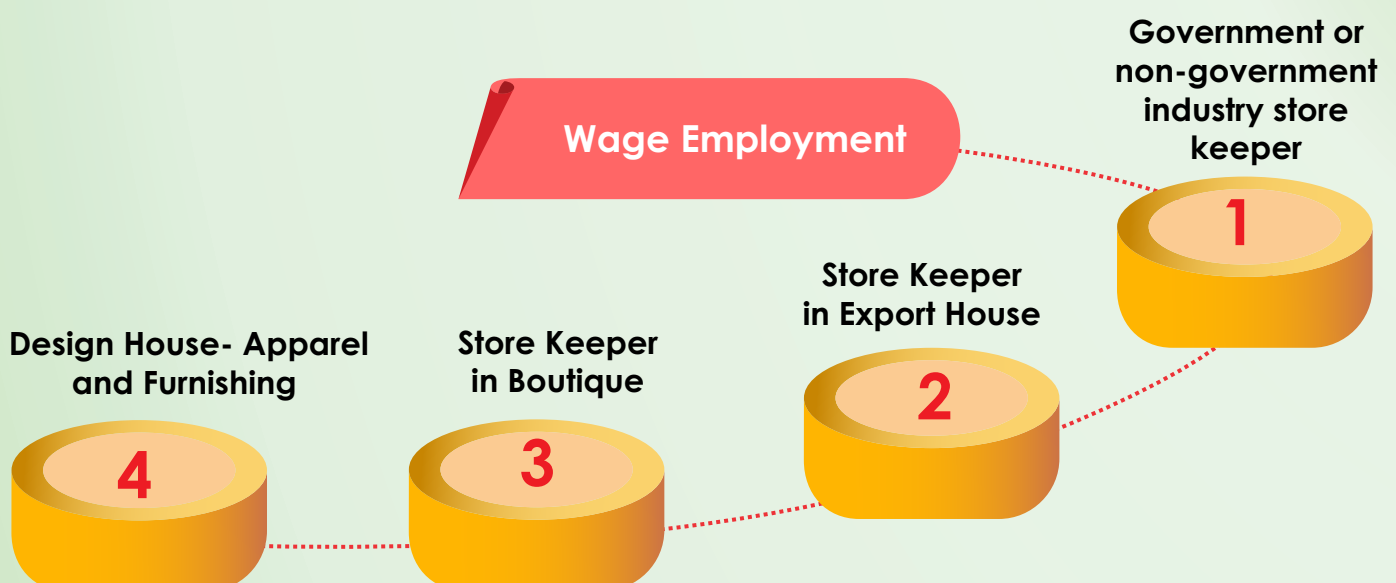 Wage Employment
Government or
non-government
industry store
keeper
1
Store Keeper
in Export House
2
Store Keeper
in Boutique
3
Design House- Apparel
and Furnishing
4